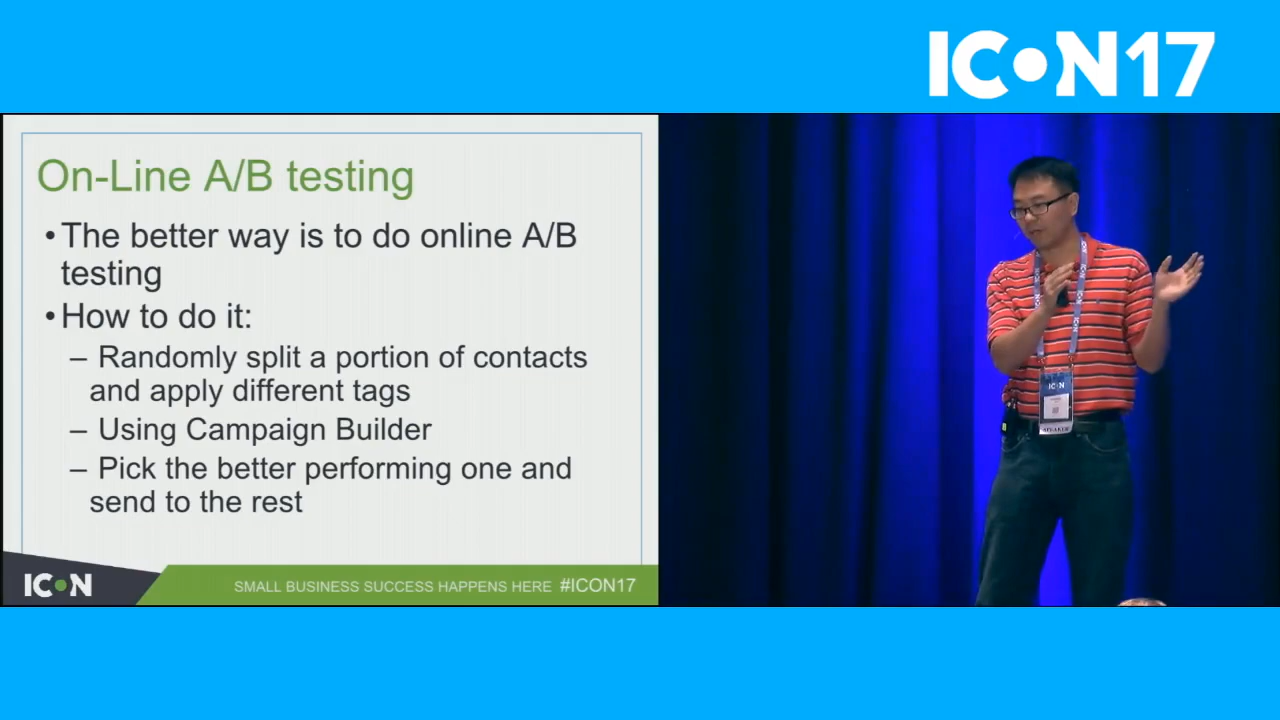 ICON17
On-Line A/B testing
•The better way is to do online A/B
testing
•How to do it:
– Randomly split a portion of contacts
and apply different tags
– Using Campaign Builder
– Pick the better performing one and
send to the rest
ICON
SMALL BUSINESS SUCCESS HAPPENS HERE #ICON17
ICON
SPEAKER